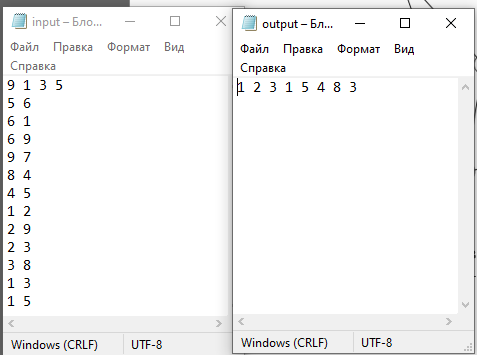 input – Бло...
Файл Правка Формат Вид
Справка
9 1 3 5
5 6
6 1
6 9
9 7
8 4
4 5
1 2
2 9
2 3
3 8
1 3
1 5
Windows (CRLF) UTF-8
output – Бло...
Файл Правка Формат Вид
Справка
1 2 3 1 5 4 8 3
Windows (CRLF) UTF-8